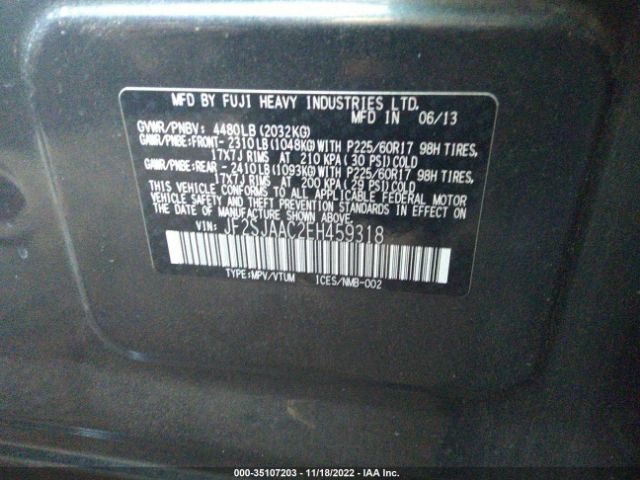 MFD BY FUJI HEAVY INDUSTRIES LTD.
MFD IN 06/13
GVWR/PNBV: 4480LB(2032KG)
GAWR/PNBE:FRONT-2310LB(1048KG)WITH P225/60R17 98H TIRES,
17X7J RIMS AT 210 KPA(30 PSI)COLD
GAWR/PNBE:REAR-2410LB(1093KG)WITH P225/60R17 98H TIRES,
17X7J RIMS AT 200 KPA(29 PSI)COLD
THIS VEHICLE CONFORMS TO ALL APPLICABLE FEDERAL MOTOR
VEHICLE SAFETY AND THEFT PREVENTION STANDARDS IN EFFECT ON
THE DATE OF MANUFACTURE SHOWN ABOVE.
VIN: JF2SJAAC2EH459318
TYPE:MPV/VTUM ICES/NMB-002
000-35107203 - 11/18/2022 - IAA Inc.